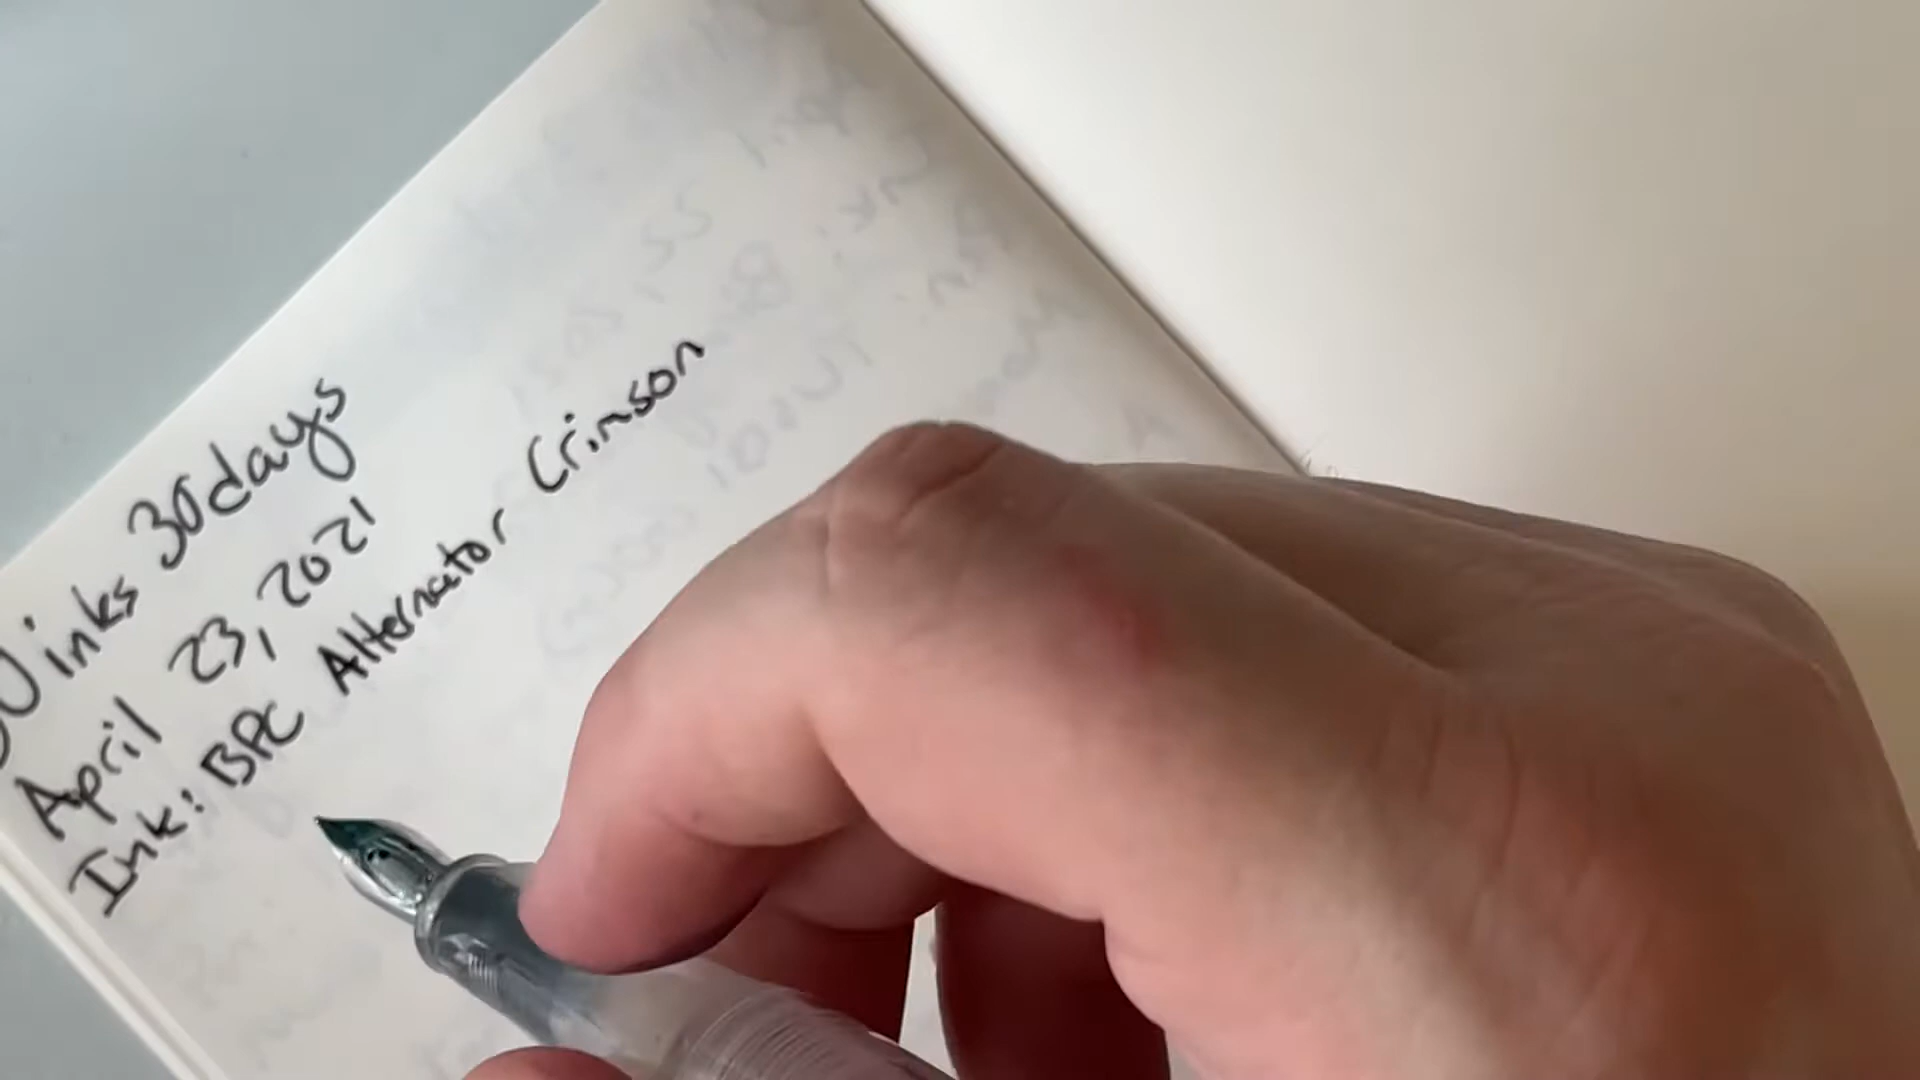 inks 30days
April 23, 2021
Ink: BPC Alternator Crimson